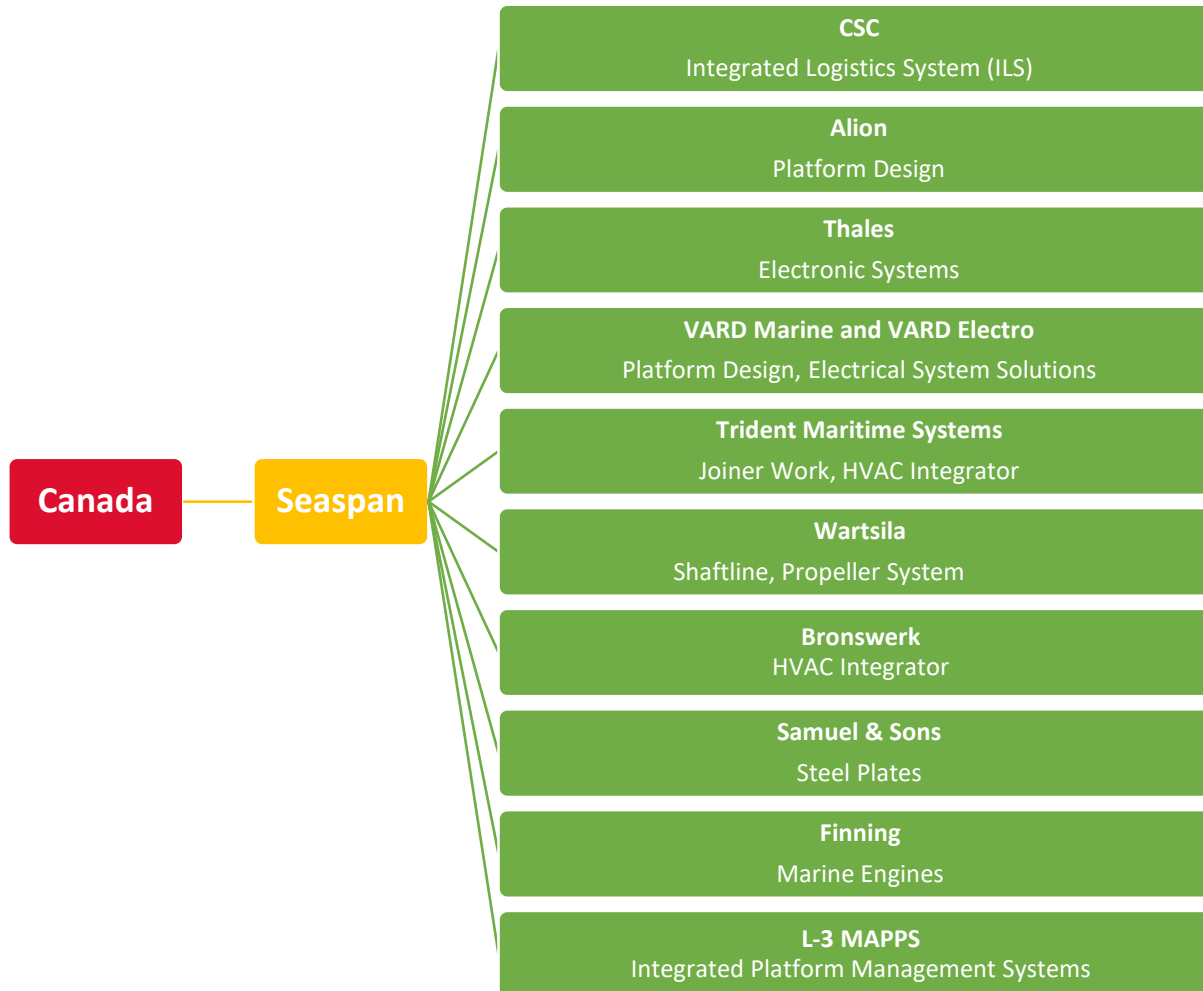 Canada
Seaspan
CSC
Integrated Logistics System (ILS)
Alion
Platform Design
Thales
Electronic Systems
VARD Marine and VARD Electro
Platform Design, Electrical System Solutions
Trident Maritime Systems
Joiner Work, HVAC Integrator
Wartsila
Shaftline, Propeller System
Bronswerk
HVAC Integrator
Samuel & Sons
Steel Plates
Finning
Marine Engines
L-3 MAPPS
Integrated Platform Management Systems